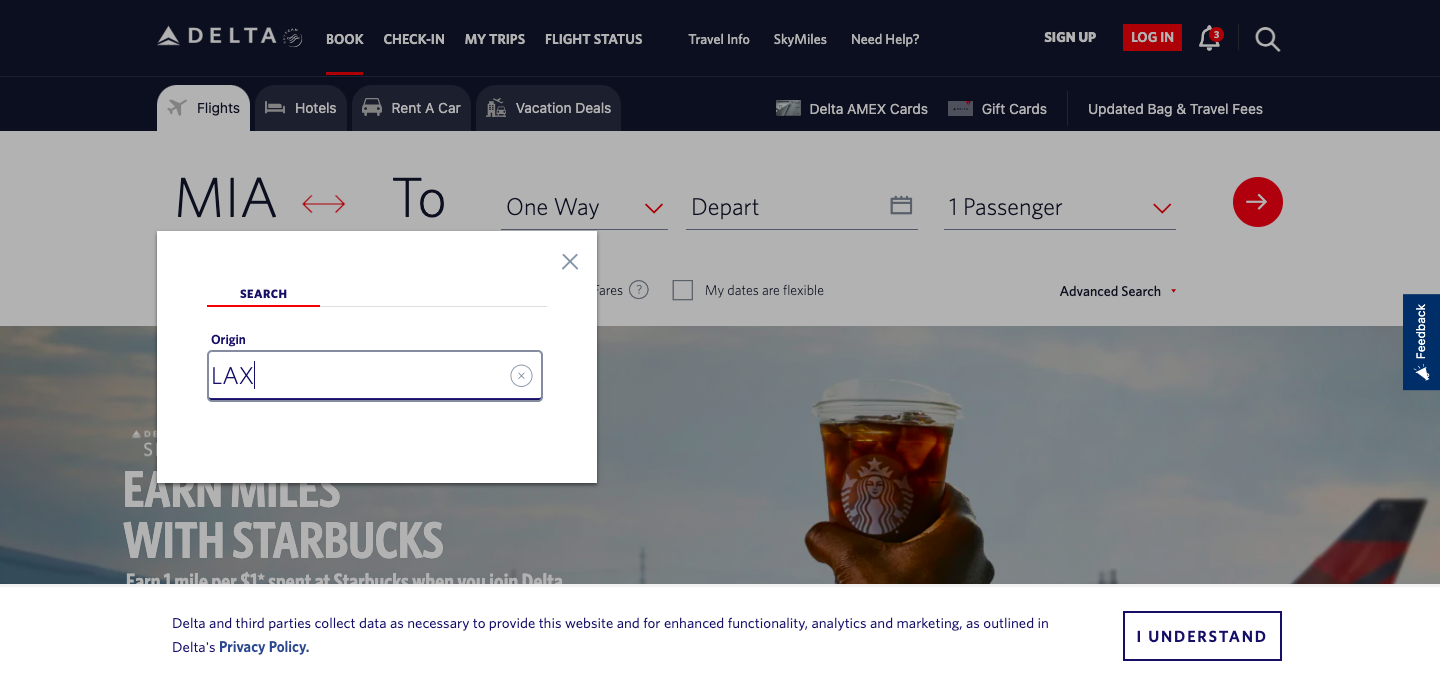 DELTA
BOOK CHECK-IN MY TRIPS FLIGHT STATUS Travel Info SkyMiles Need Help? SIGN UP LOG IN 3
Flights Hotels Rent A Car Vacation Deals Delta AMEX Cards Gift Cards Updated Bag & Travel Fees
MIA To One Way Depart 1 Passenger
Fares ? My dates are flexible Advanced Search
SEARCH
Origin
LAX
Feedback
EARN MILES
WITH STARBUCKS
Earn 1 mile per $1* spent at Starbucks when you join Delta
Delta and third parties collect data as necessary to provide this website and for enhanced functionality, analytics and marketing, as outlined in
Delta's Privacy Policy.
I UNDERSTAND